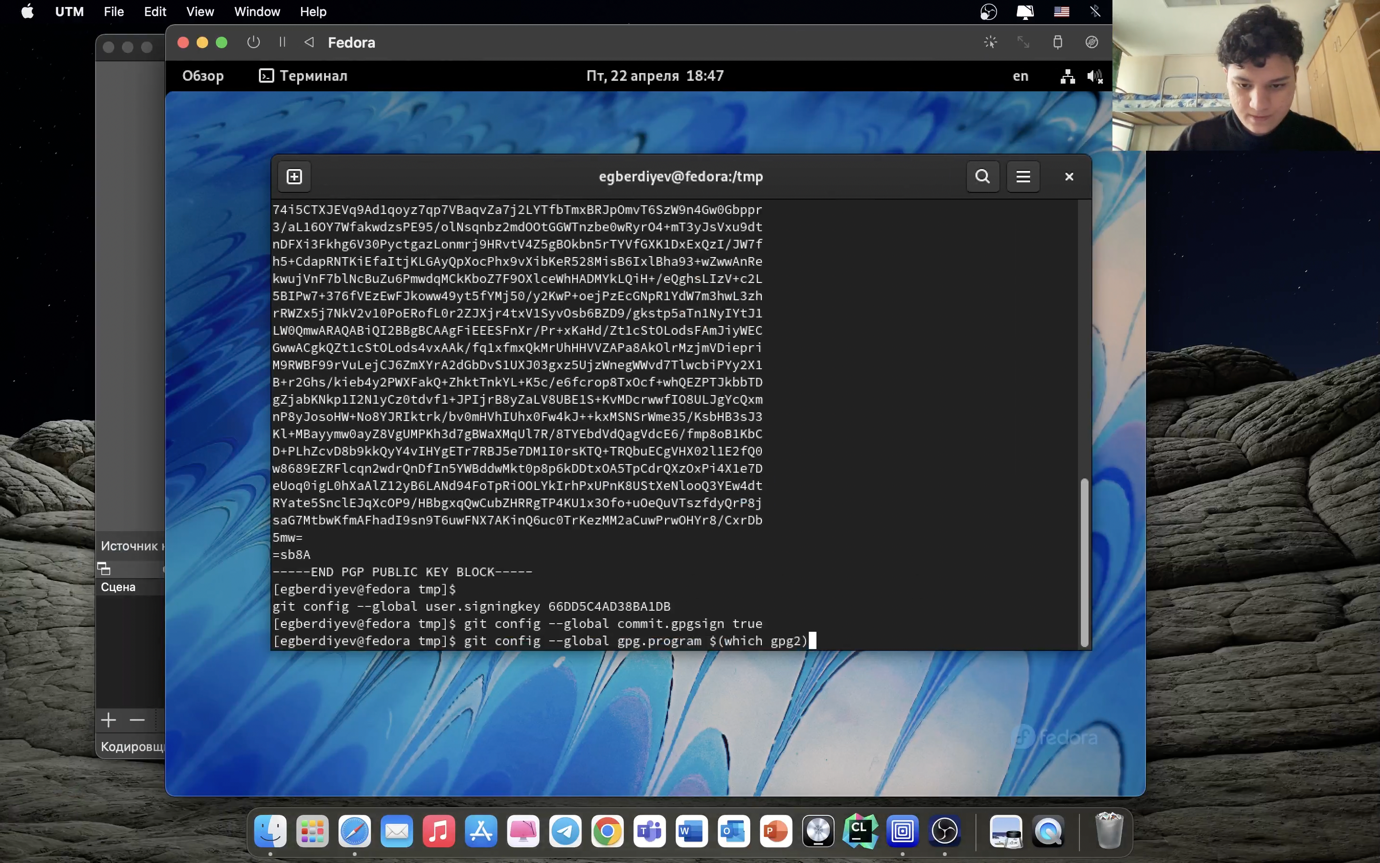 UTM File Edit View Window Help
Fedora
Обзор Терминал Пт, 22 апреля 18:47 en
egberdiyev@fedora:/tmp
74i5CTXJEVq9Ad1qoyz7qp7VBaqvZa7j2LYTfbTmxBRJpOmvT6SzW9n4Gw0Gbppr
3/aL16OY7WfakwdzsPE95/olNsqnbz2mdOOtGGWTnzbe0wRyrO4+mT3yJsVxu9dt
nDFXi3Fkhg6V30PyctgazLonmrj9HRvtV4Z5gBOkbn5rTYVfGXK1DxExQzI/JW7f
h5+CdapRNTKiEfaItjKLGAyQpXocPhx9vXibKeR528MisB6IxlBha93+wZwwAnRe
kwujVnF7blNcBuZu6PmwdqMCkKboZ7F9OXlceWhHADMYkLQiH+/eQghsLIzV+c2L
5BIPw7+376fVEzEwFJkoww49yt5fYMj50/y2KwP+oejPzEcGNpR1YdW7m3hwL3zh
rRWZx5j7NkV2v10PoERofL0r2ZJXjr4txV1SyvOsb6BZD9/gkstp5aTn1NyIYtJ1
LW0QmwARAQABiQI2BBgBCAAgFiEEESFnXr/Pr+xKaHd/Zt1cStOLodsFAmJiyWEC
GwwACgkQZt1cStOLods4vxAAk/fq1xfmxQkMrUhHHVVZAPa8AkOlrMzjmVDiepri
M9RWBF99rVuLejCJ6ZmXYrA2dGbDvS1UXJ03gxz5UjzWnegWWvd7TlwcbiPYy2X1
B+r2Ghs/kieb4y2PWXFakQ+ZhktTnkYL+K5c/e6fcrop8TxOcf+whQEZPTJkbbTD
gZjabKNkp1I2N1yCz0tdvf1+JPIjrB8yZaLV8UBE1S+KvMDcrwwfIO8ULJgYcQxm
nP8yJosoHW+No8YJRIktrk/bv0mHVhIUhx0Fw4kJ++kxMSNSrWme35/KsbHB3sJ3
Kl+MBayymw0ayZ8VgUMPKh3d7gBWaXMqUl7R/8TYEbdVdQagVdcE6/fmp8oB1KbC
D+PLhZcvD8b9kkQyY4vIHYgETr7RBJ5e7DM1I0rsKTQ+TRQbuECgVHX02l1E2fQ0
w8689EZRFlcqn2wdrQnDfIn5YWBddwMkt0p8p6kDDtxOA5TpCdrQXzOxPi4X1e7D
eUoq0igL0hXaAlZ12yB6LANd94FoTpRiOOLYkIrhPxUPnK8UStXeNlooQ3YEw4dt
RYate5SnclEJqXcOP9/HBbgxqQwCubZHRRgTP4KU1x3Ofo+uOeQuVTszfdyQrP8j
saG7MtbwKfmAFhadI9sn9T6uwFNX7AKinQ6uc0TrKezMM2aCuwPrwOHYr8/CxrDb
5mw=
=sb8A
-----END PGP PUBLIC KEY BLOCK-----
[egberdiyev@fedora tmp]$
git config --global user.signingkey 66DD5C4AD38BA1DB
[egberdiyev@fedora tmp]$ git config --global commit.gpgsign true
[egberdiyev@fedora tmp]$ git config --global gpg.program $(which gpg2)
Источник
Сцена
Кодировщ
fedora